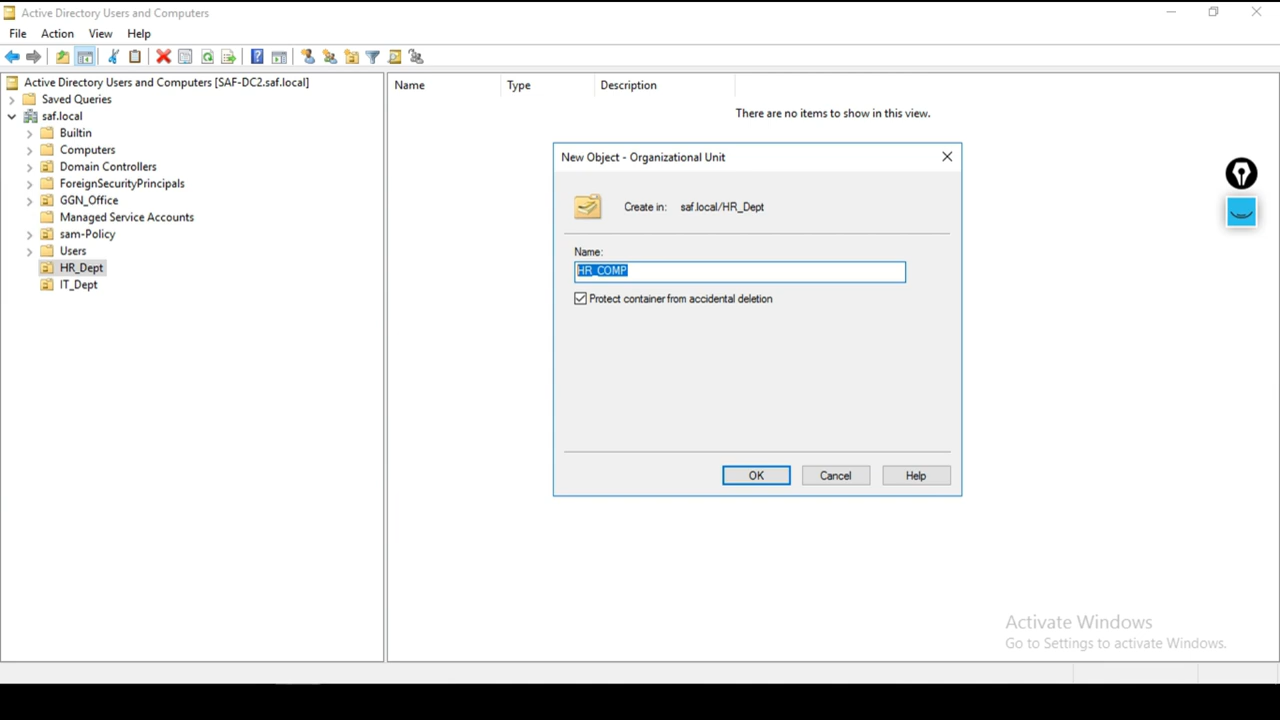 Active Directory Users and Computers
File Action View Help
Active Directory Users and Computers [SAF-DC2.saf.local]
Saved Queries
saf.local
Builtin
Computers
Domain Controllers
ForeignSecurityPrincipals
GGN_Office
Managed Service Accounts
sam-Policy
Users
HR_Dept
IT_Dept
Name Type Description
There are no items to show in this view.
New Object - Organizational Unit
Create in: saf.local/HR_Dept
Name:
HR_COMP
Protect container from accidental deletion
OK Cancel Help
Activate Windows
Go to Settings to activate Windows.